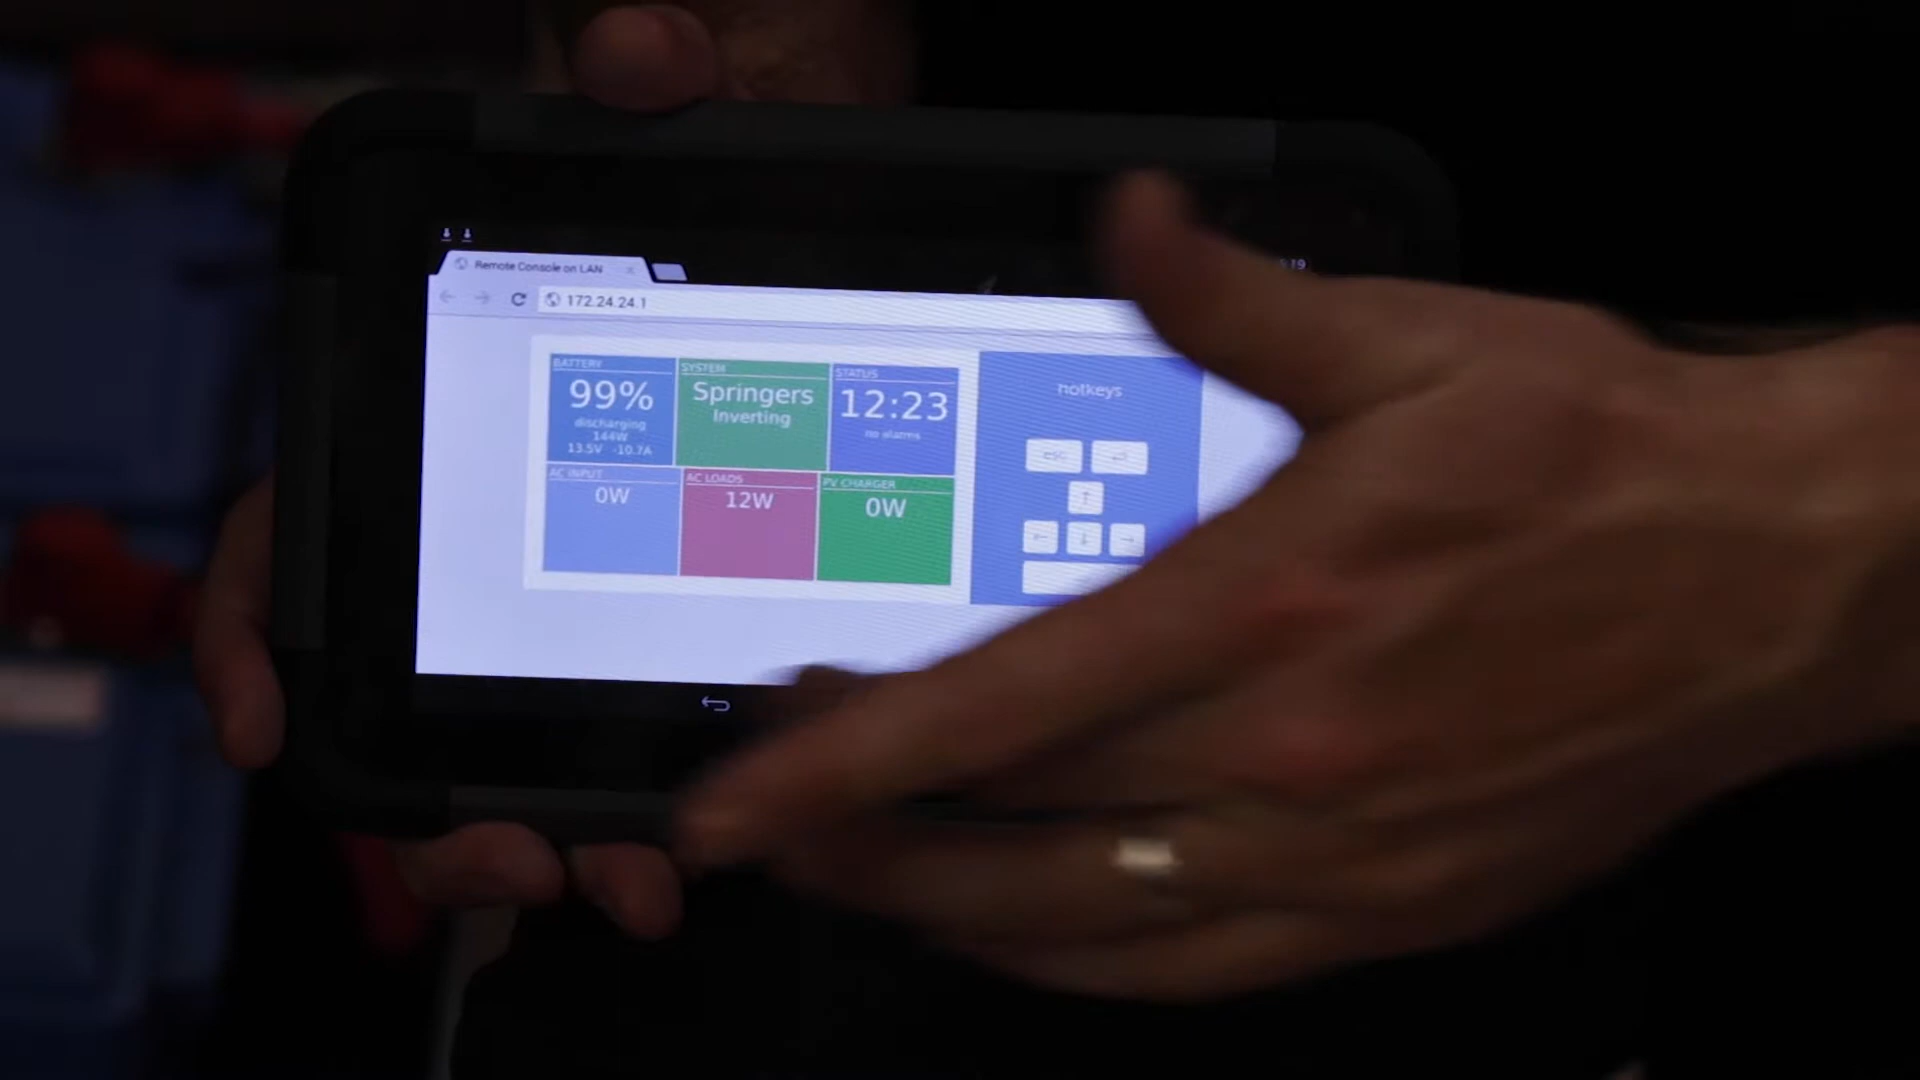 Remote Console on LAN
172.24.24.1
BATTERY
99%
discharging
144W
13.5V -10.7A
SYSTEM
Springers
Inverting
STATUS
12:23
no alarms
AC INPUT
0W
AC LOADS
12W
PV CHARGER
0W
hotkeys
esc